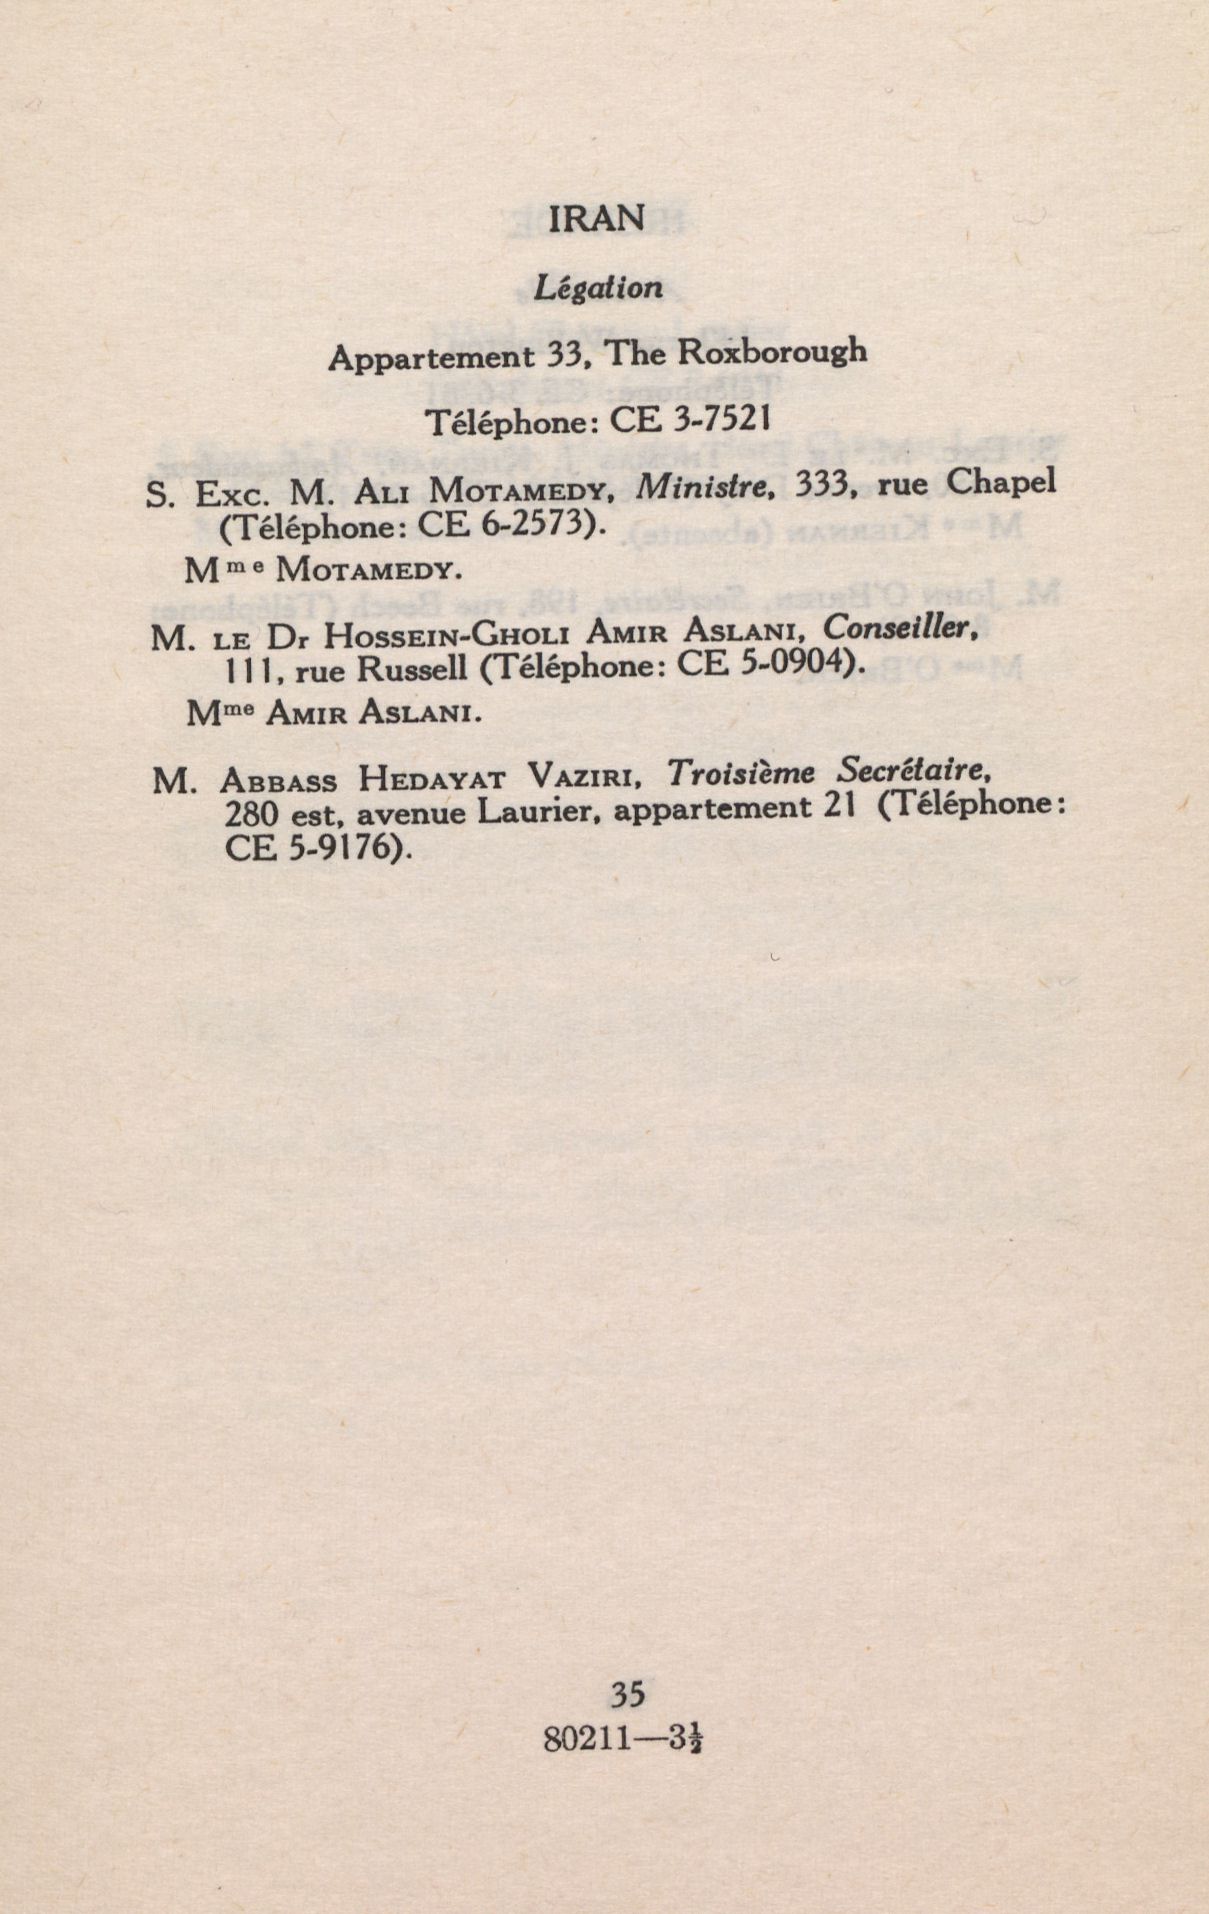 IRAN
Légation
Appartement 33, The Roxborough
Téléphone: CE 3-7521
S. Exc. M. Ali Motamedy, Ministre, 333, rue Chapel
(Téléphone: CE 6-2573).
Mme Motamedy.
M. le Dr Hossein-Gholi Amir Aslani, Conseiller,
111, rue Russell (Téléphone: CE 5-0904).
Mme Amir Aslani.
M. Abbass Hedayat Vaziri, Troisième Secrétaire,
280 est, avenue Laurier, appartement 21 (Téléphone:
CE 5-9176).
35
80211—3½